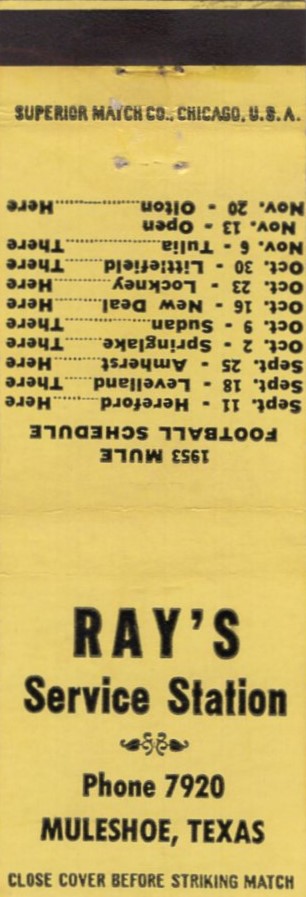 SUPERIOR MATCH CO., CHICAGO, U.S.A.
1953 MULE
FOOTBALL SCHEDULE
Sept. 11 - Hereford........Here
Sept. 18 - Levelland.......There
Sept. 25 - Amherst.........Here
Oct. 2 - Springlake........There
Oct. 9 - Sudan.............There
Oct. 16 - New Deal.........Here
Oct. 23 - Lockney..........Here
Oct. 30 - Littlefield......There
Nov. 6 - Tulia.............There
Nov. 13 - Open
Nov. 20 - Olton............Here
RAY'S
Service Station
Phone 7920
MULESHOE, TEXAS
CLOSE COVER BEFORE STRIKING MATCH